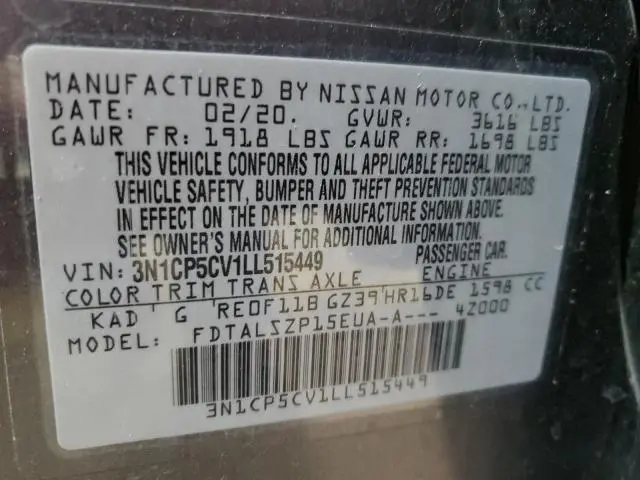 MANUFACTURED BY NISSAN MOTOR CO.,LTD.
DATE: 02/20. GVWR: 3616 LBS
GAWR FR: 1918 LBS GAWR RR: 1698 LBS
THIS VEHICLE CONFORMS TO ALL APPLICABLE FEDERAL MOTOR
VEHICLE SAFETY, BUMPER AND THEFT PREVENTION STANDARDS
IN EFFECT ON THE DATE OF MANUFACTURE SHOWN ABOVE.
SEE OWNER'S MANUAL FOR ADDITIONAL INFORMATION.
VIN: 3N1CP5CV1LL515449 PASSENGER CAR.
COLOR TRIM TRANS AXLE ENGINE
KAD G RE0F11B GZ39 HR16DE 1598 CC
MODEL: FDTALSZP15EUA-A--- 4Z000
3N1CP5CV1LL515449